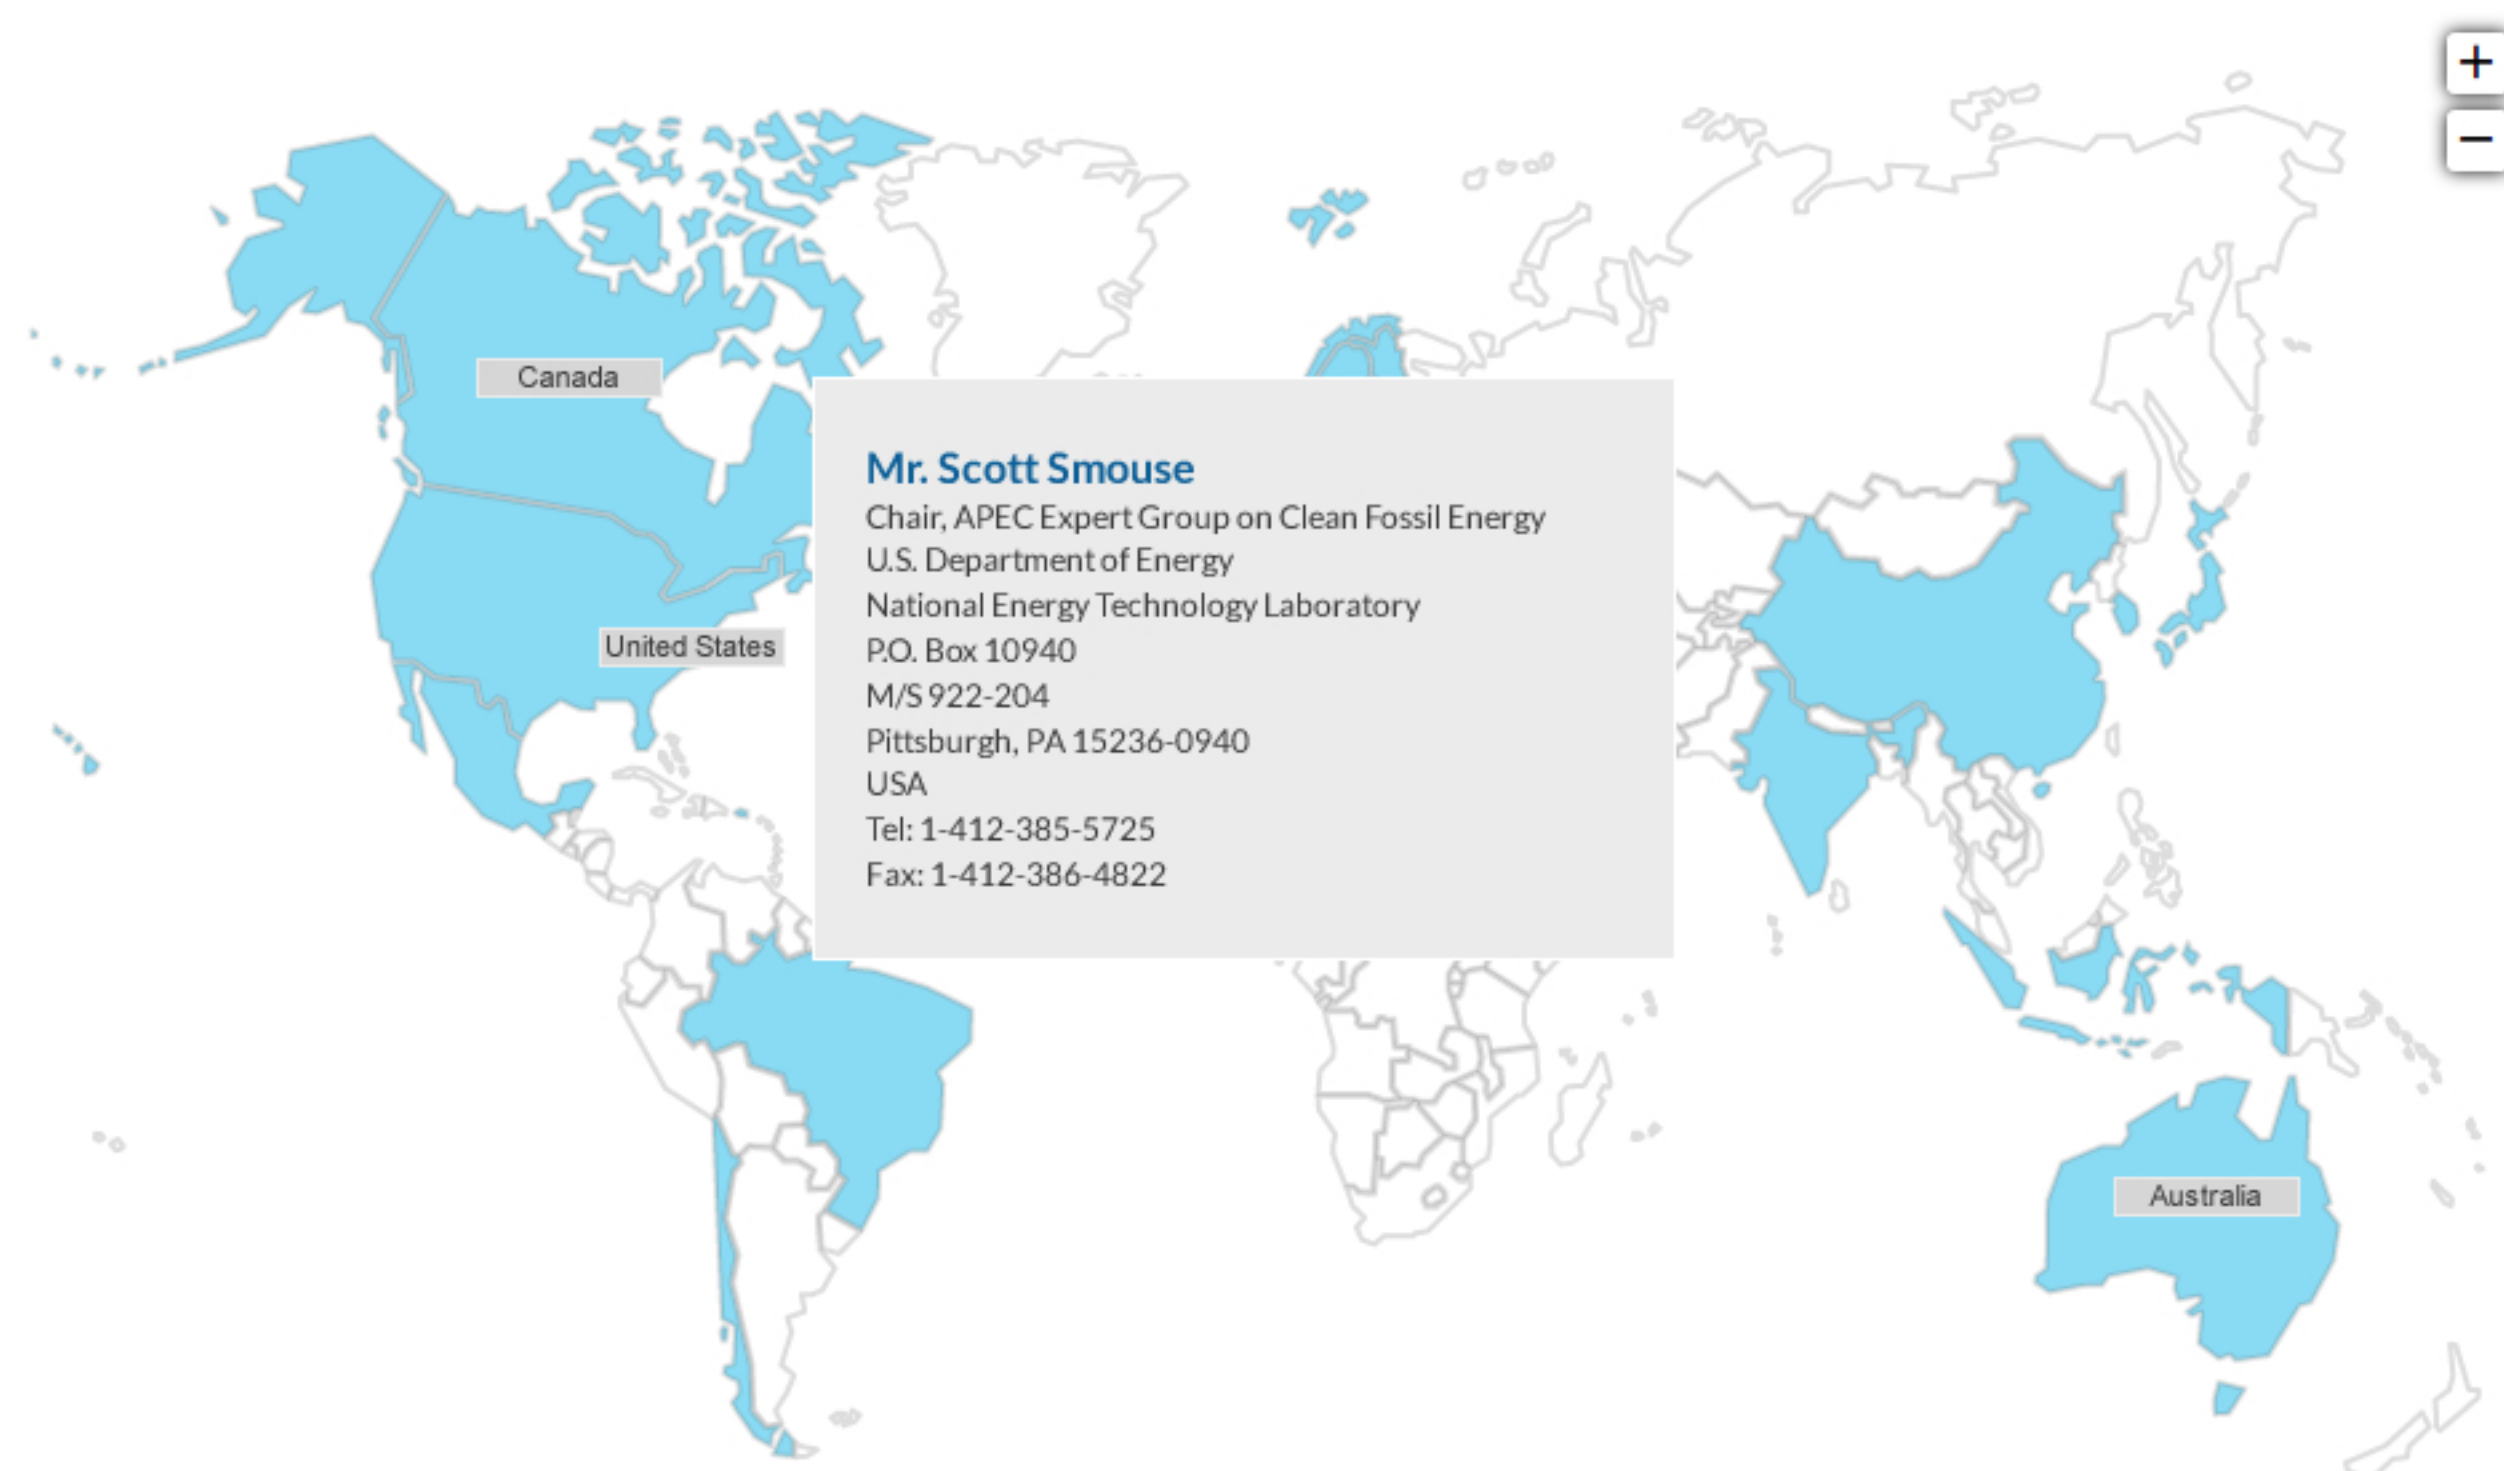 +
−
Canada
Mr. Scott Smouse
Chair, APEC Expert Group on Clean Fossil Energy
U.S. Department of Energy
National Energy Technology Laboratory
P.O. Box 10940
M/S 922-204
Pittsburgh, PA 15236-0940
USA
Tel: 1-412-385-5725
Fax: 1-412-386-4822
United States
Australia